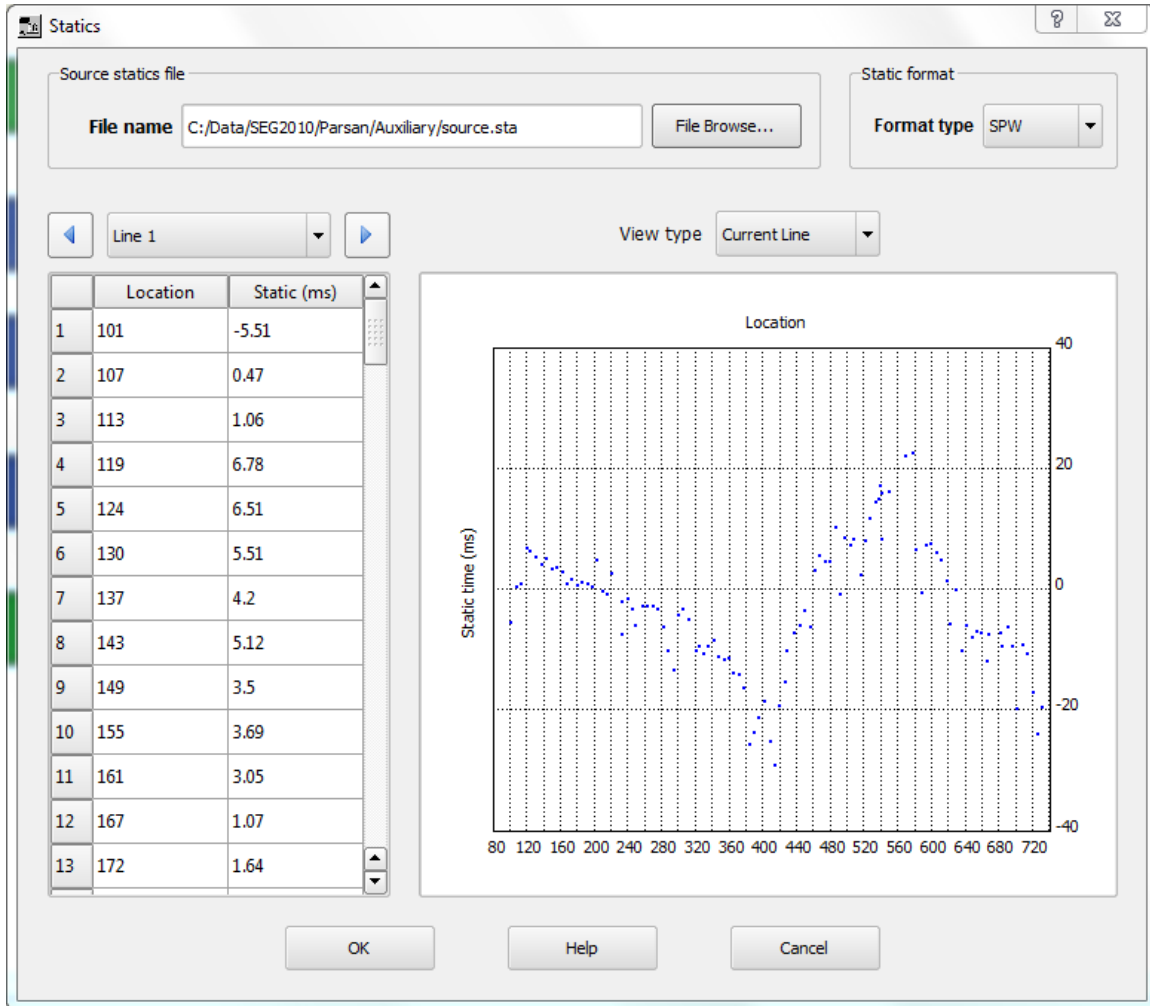 Statics
Source statics file
File name C:/Data/SEG2010/Parsan/Auxiliary/source.sta File Browse...
Static format
Format type SPW
Line 1
View type Current Line
Location Static (ms)
1 101 -5.51
2 107 0.47
3 113 1.06
4 119 6.78
5 124 6.51
6 130 5.51
7 137 4.2
8 143 5.12
9 149 3.5
10 155 3.69
11 161 3.05
12 167 1.07
13 172 1.64
Location
Static time (ms)
40
20
0
-20
-40
80 120 160 200 240 280 320 360 400 440 480 520 560 600 640 680 720
OK Help Cancel